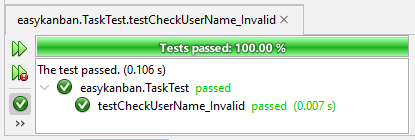 easykanban.TaskTest.testCheckUserName_Invalid ×
Tests passed: 100.00 %
The test passed. (0.106 s)
easykanban.TaskTest passed
testCheckUserName_Invalid passed (0.007 s)
>>